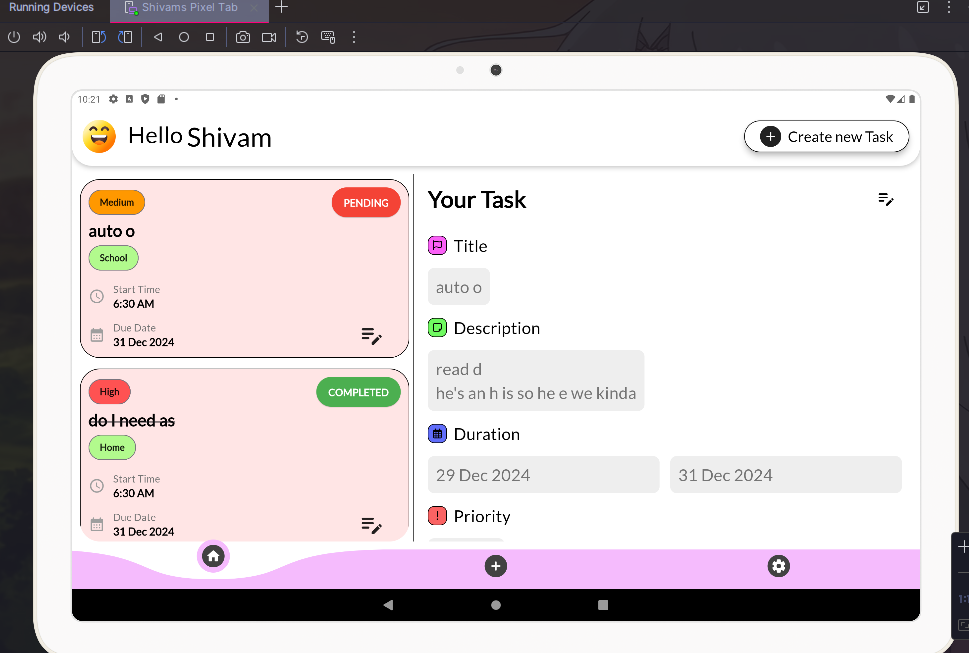 Running Devices
Shivams Pixel Tab
10:21
Hello Shivam
Create new Task
Medium
PENDING
auto o
School
Start Time
6:30 AM
Due Date
31 Dec 2024
High
COMPLETED
do I need as
Home
Start Time
6:30 AM
Due Date
31 Dec 2024
Your Task
Title
auto o
Description
read d
he's an h is so he e we kinda
Duration
29 Dec 2024
31 Dec 2024
Priority
1:1